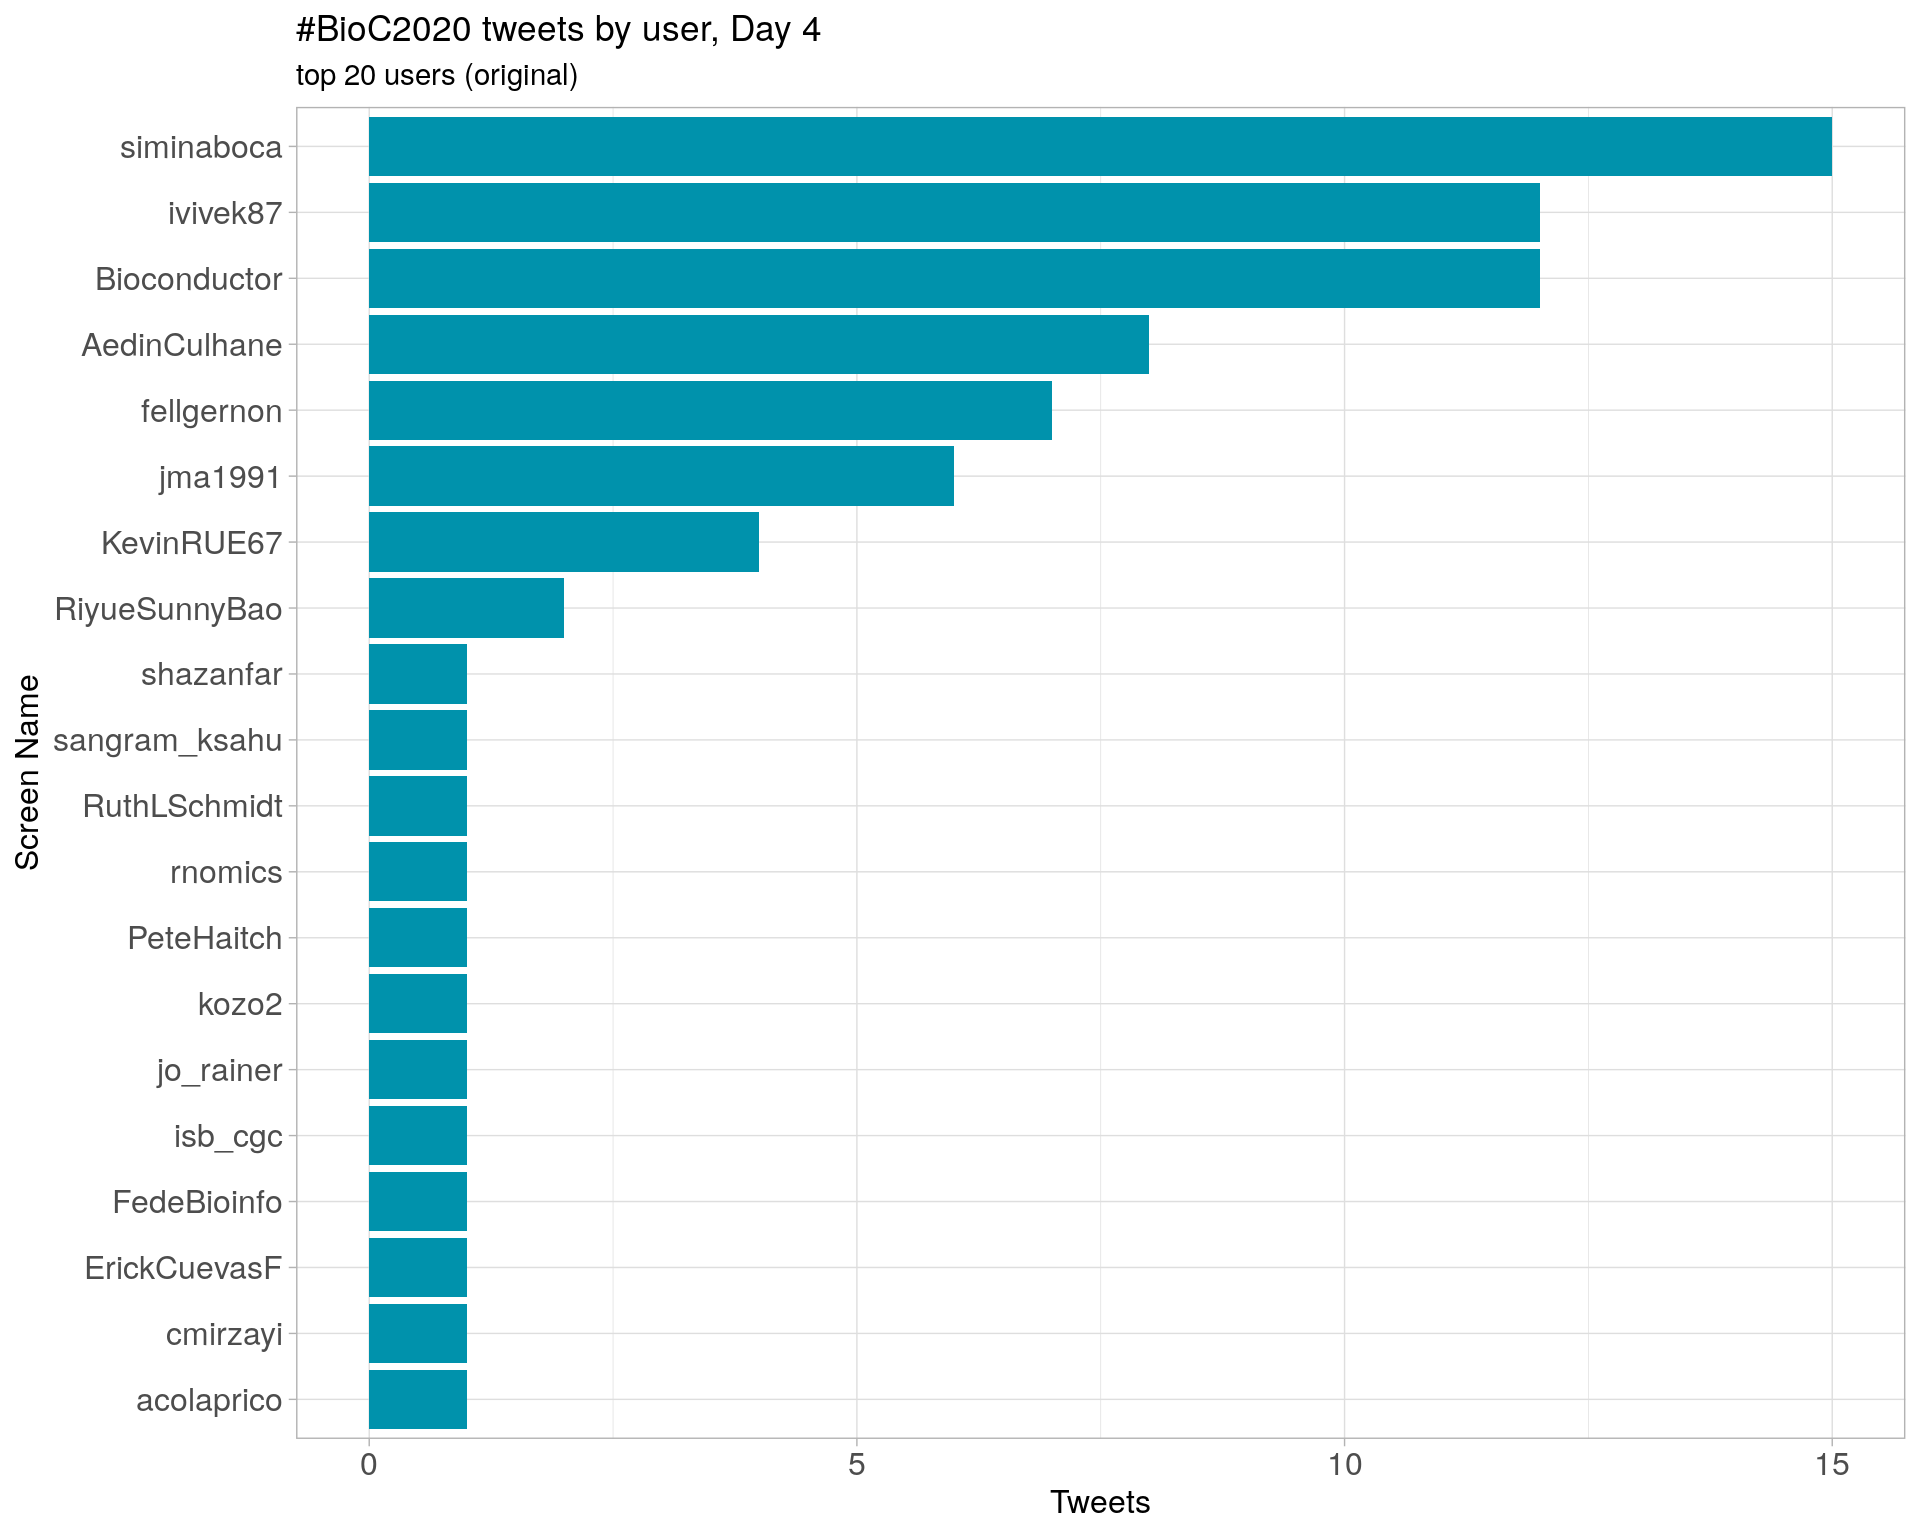 #BioC2020 tweets by user, Day 4
top 20 users (original)
siminaboca
ivivek87
Bioconductor
AedinCulhane
fellgernon
jma1991
KevinRUE67
RiyueSunnyBao
shazanfar
sangram_ksahu
RuthLSchmidt
rnomics
PeteHaitch
kozo2
jo_rainer
isb_cgc
FedeBioinfo
ErickCuevasF
cmirzayi
acolaprico
Screen Name
0 5 10 15
Tweets